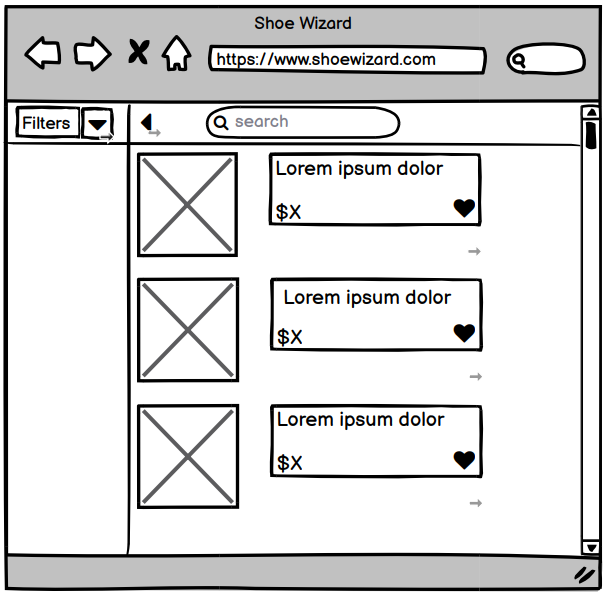 Shoe Wizard
https://www.shoewizard.com
Filters
search
Lorem ipsum dolor
$X
Lorem ipsum dolor
$X
Lorem ipsum dolor
$X